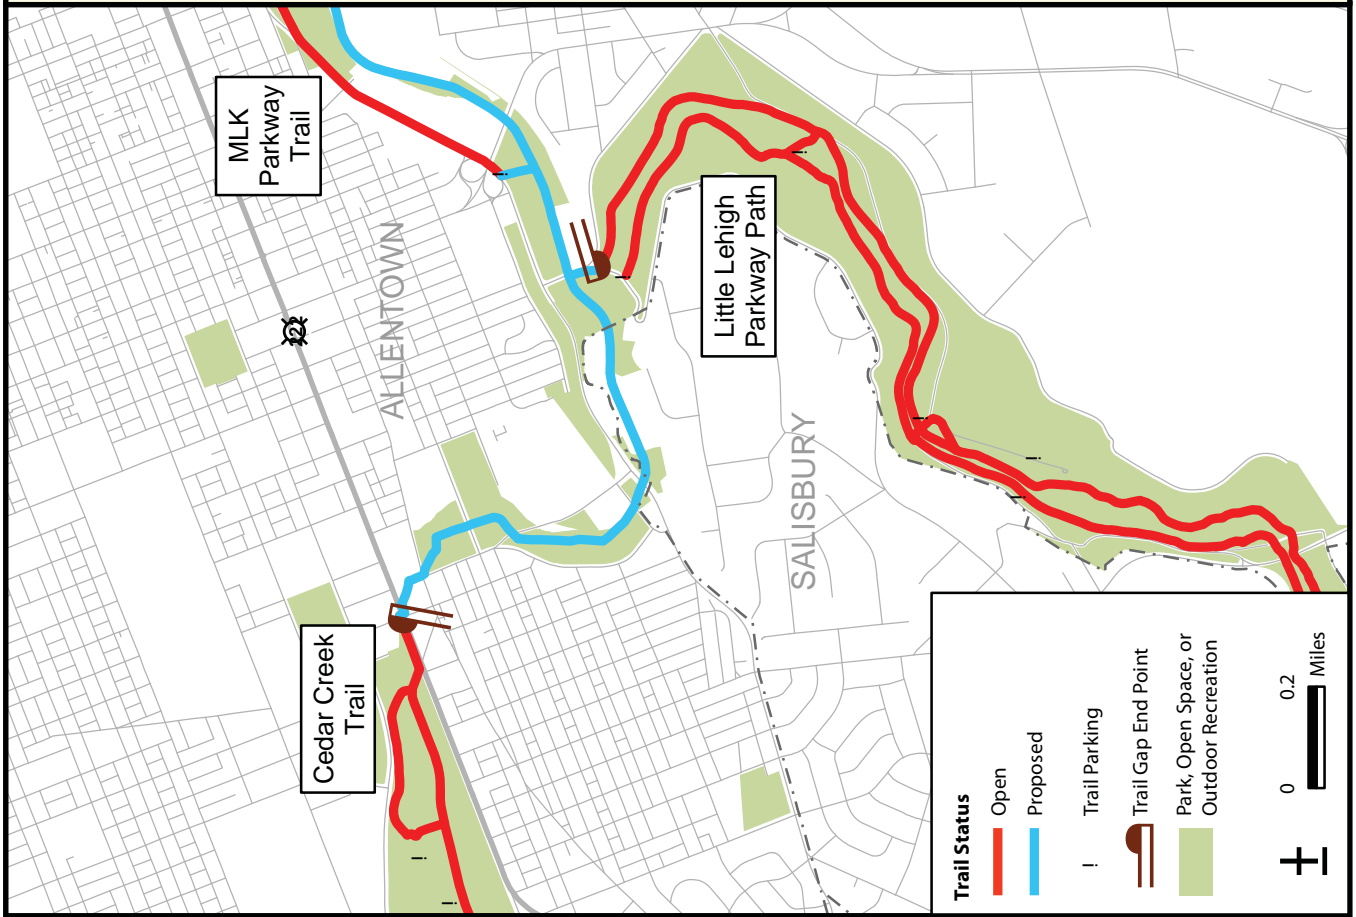 MLK
Parkway
Trail
ALLENTOWN
222
Little Lehigh
Parkway Path
SALISBURY
Cedar Creek
Trail
Trail Status
Open
Proposed
! Trail Parking
Trail Gap End Point
Park, Open Space, or
Outdoor Recreation
0 0.2
Miles